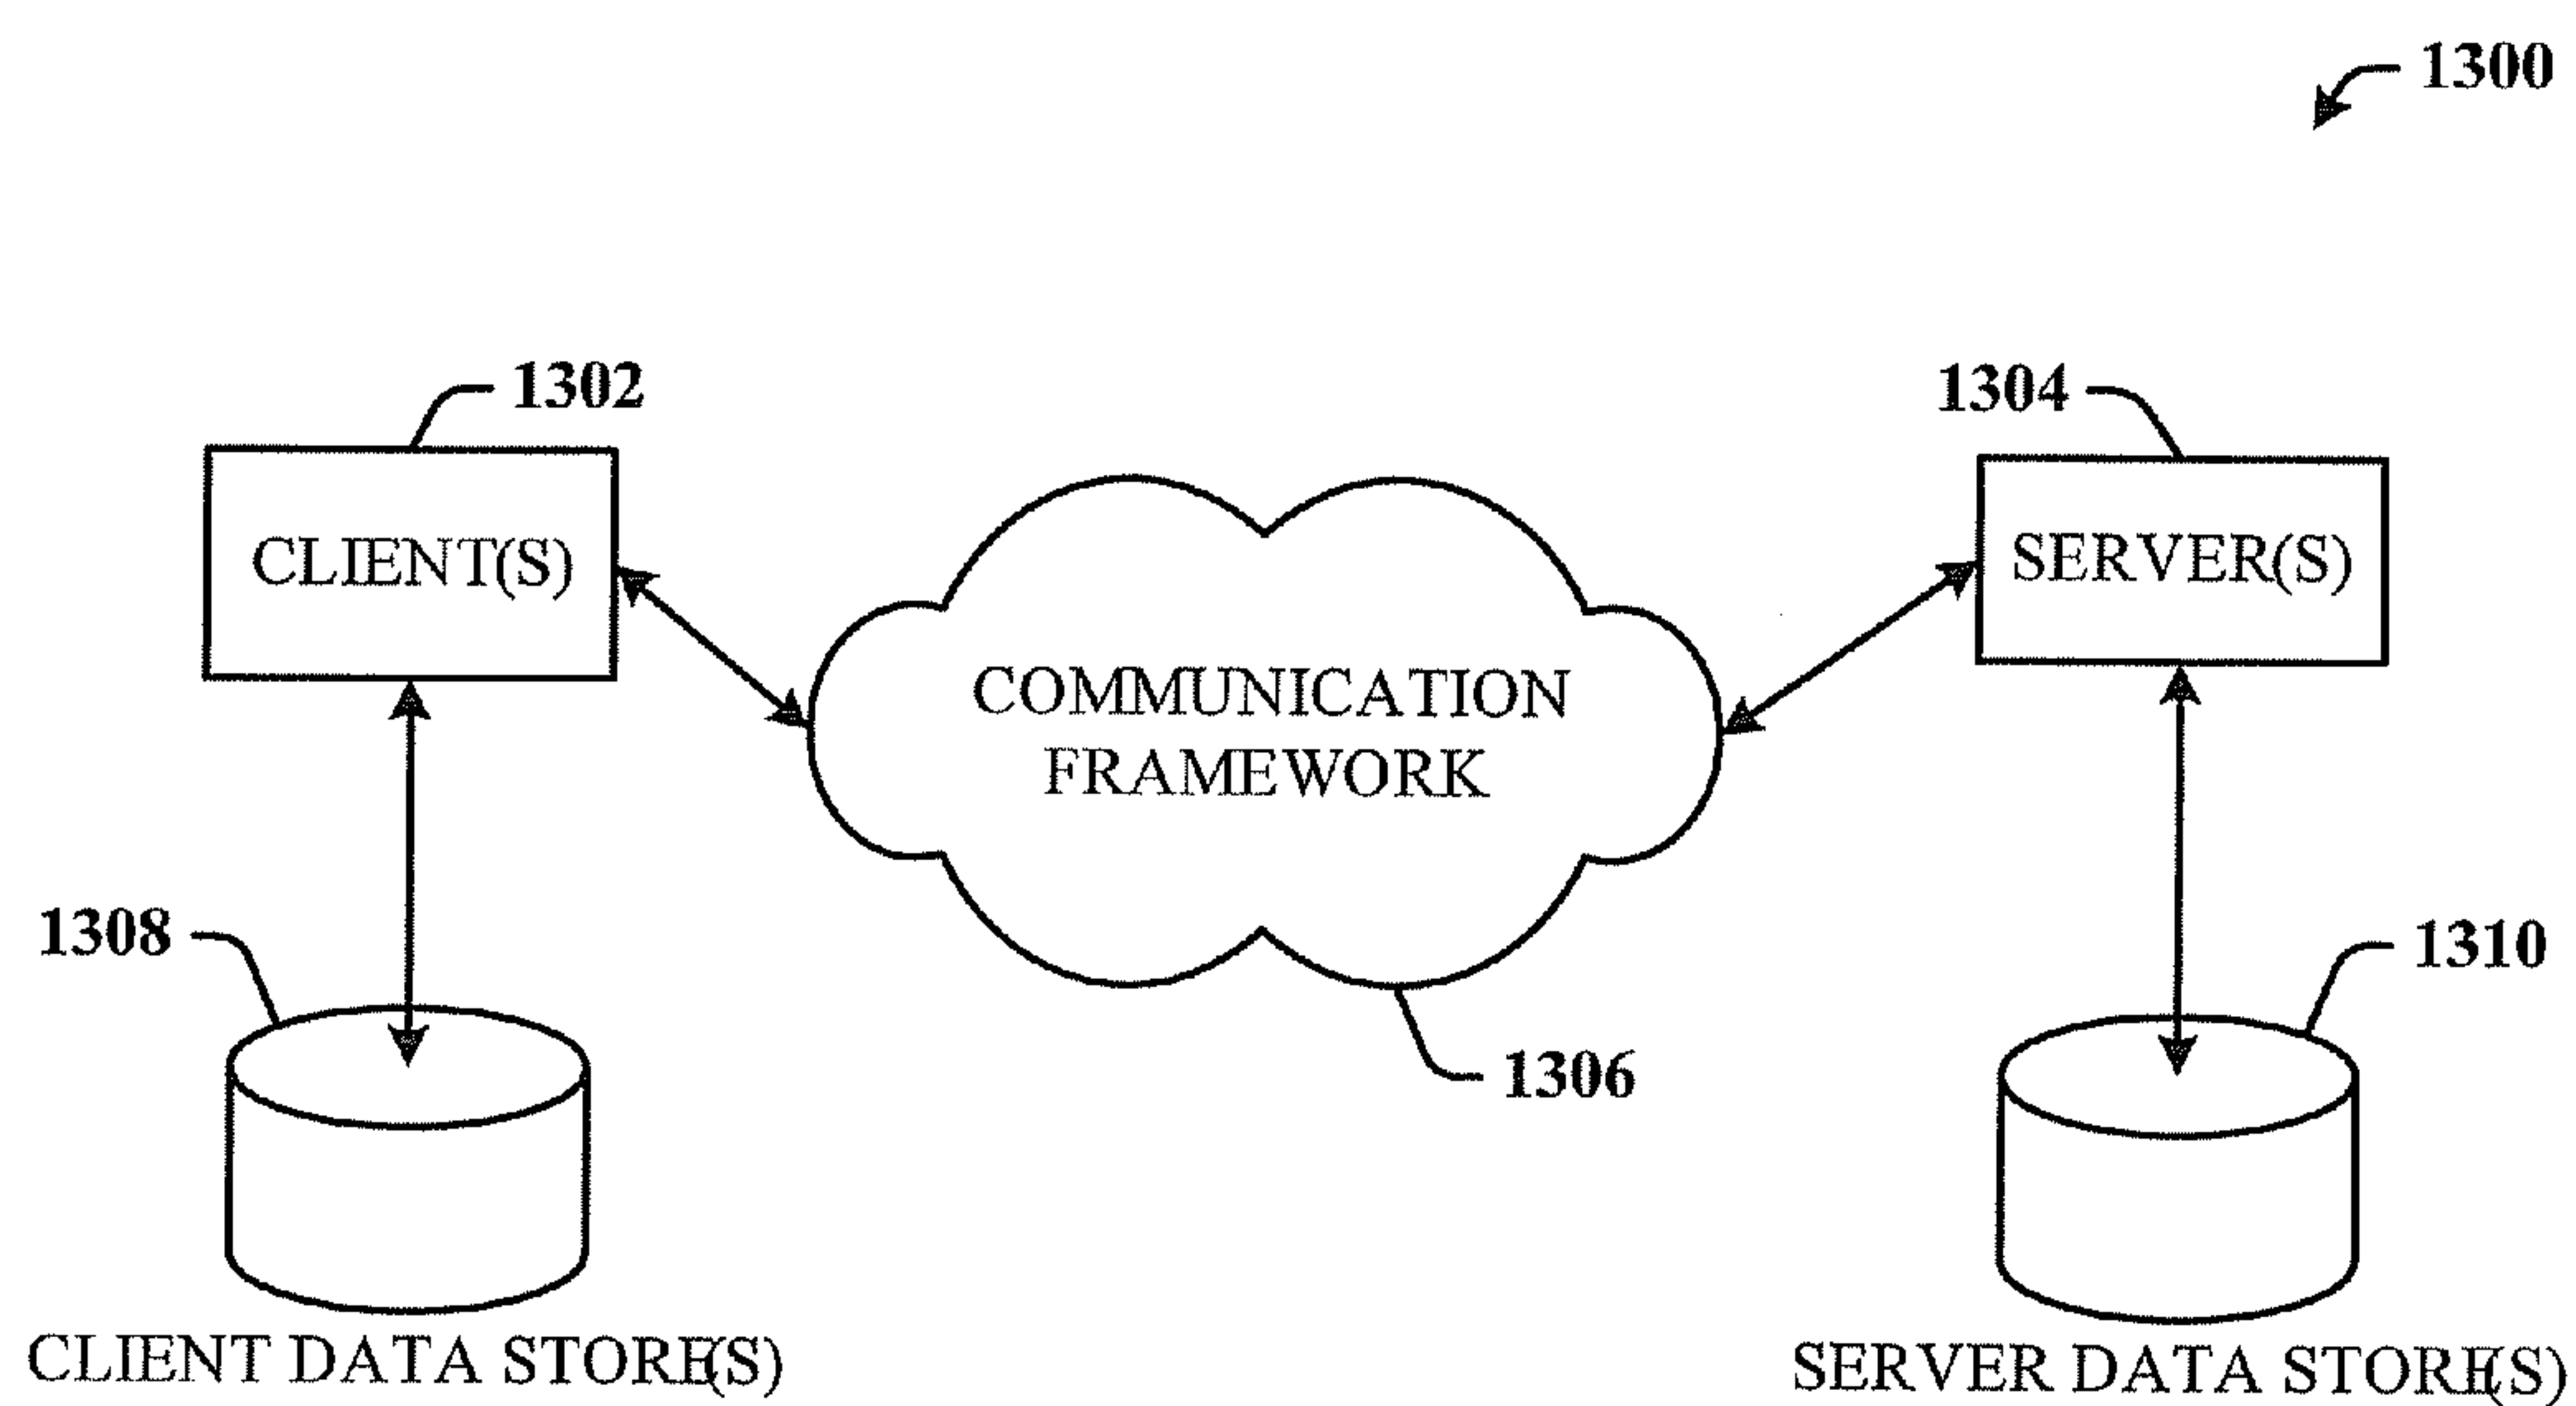 1300
1302
1304
CLIENT(S)
SERVER(S)
COMMUNICATION
FRAMEWORK
1308
1310
1306
CLIENT DATA STORE(S)
SERVER DATA STORE(S)